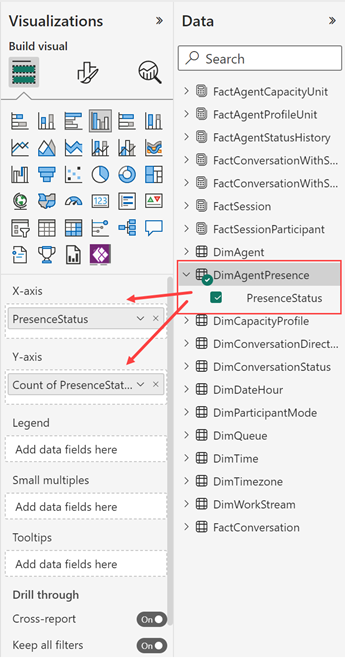 Visualizations
Build visual
X-axis
PresenceStatus
Y-axis
Count of PresenceStat...
Legend
Add data fields here
Small multiples
Add data fields here
Tooltips
Add data fields here
Drill through
Cross-report
On
Keep all filters
On
Data
Search
FactAgentCapacityUnit
FactAgentProfileUnit
FactAgentStatusHistory
FactConversationWithS...
FactConversationWithS...
FactSession
FactSessionParticipant
DimAgent
DimAgentPresence
PresenceStatus
DimCapacityProfile
DimConversationDirect...
DimConversationStatus
DimDateHour
DimParticipantMode
DimQueue
DimTime
DimTimezone
DimWorkStream
FactConversation